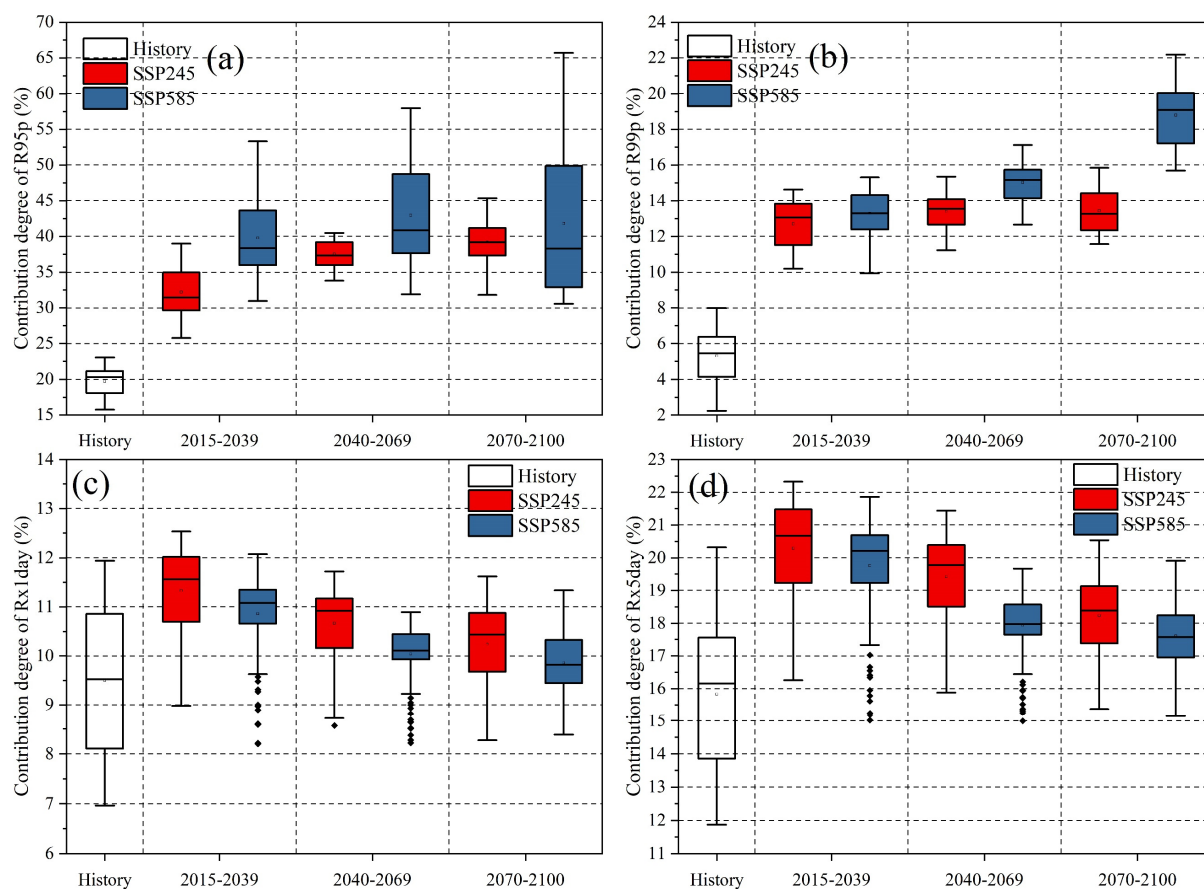 Contribution degree of R95p (%)
70
65
60
55
50
45
40
35
30
25
20
15
History
SSP245
SSP585
(a)
History
2015-2039
2040-2069
2070-2100
Contribution degree of R99p (%)
24
22
20
18
16
14
12
10
8
6
4
2
History
SSP245
SSP585
(b)
History
2015-2039
2040-2069
2070-2100
Contribution degree of Rx1day (%)
14
13
12
11
10
9
8
7
6
(c)
History
SSP245
SSP585
History
2015-2039
2040-2069
2070-2100
Contribution degree of Rx5day (%)
23
22
21
20
19
18
17
16
15
14
13
12
11
(d)
History
SSP245
SSP585
History
2015-2039
2040-2069
2070-2100